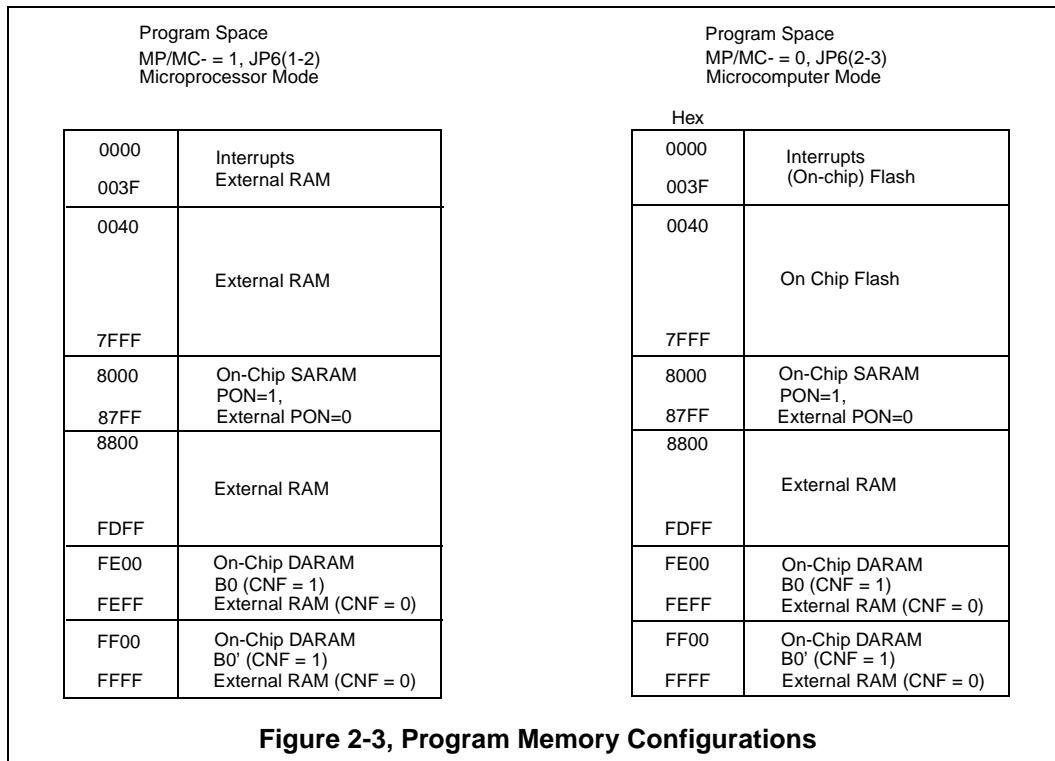 Program Space
MP/MC- = 1, JP6(1-2)
Microprocessor Mode
0000
003F
Interrupts
External RAM
0040
7FFF
External RAM
8000
87FF
On-Chip SARAM
PON=1,
External PON=0
8800
FDFF
External RAM
FE00
FEFF
On-Chip DARAM
B0 (CNF = 1)
External RAM (CNF = 0)
FF00
FFFF
On-Chip DARAM
B0' (CNF = 1)
External RAM (CNF = 0)
Program Space
MP/MC- = 0, JP6(2-3)
Microcomputer Mode
Hex
0000
003F
Interrupts
(On-chip) Flash
0040
7FFF
On Chip Flash
8000
87FF
On-Chip SARAM
PON=1,
External PON=0
8800
FDFF
External RAM
FE00
FEFF
On-Chip DARAM
B0 (CNF = 1)
External RAM (CNF = 0)
FF00
FFFF
On-Chip DARAM
B0' (CNF = 1)
External RAM (CNF = 0)
Figure 2-3, Program Memory Configurations